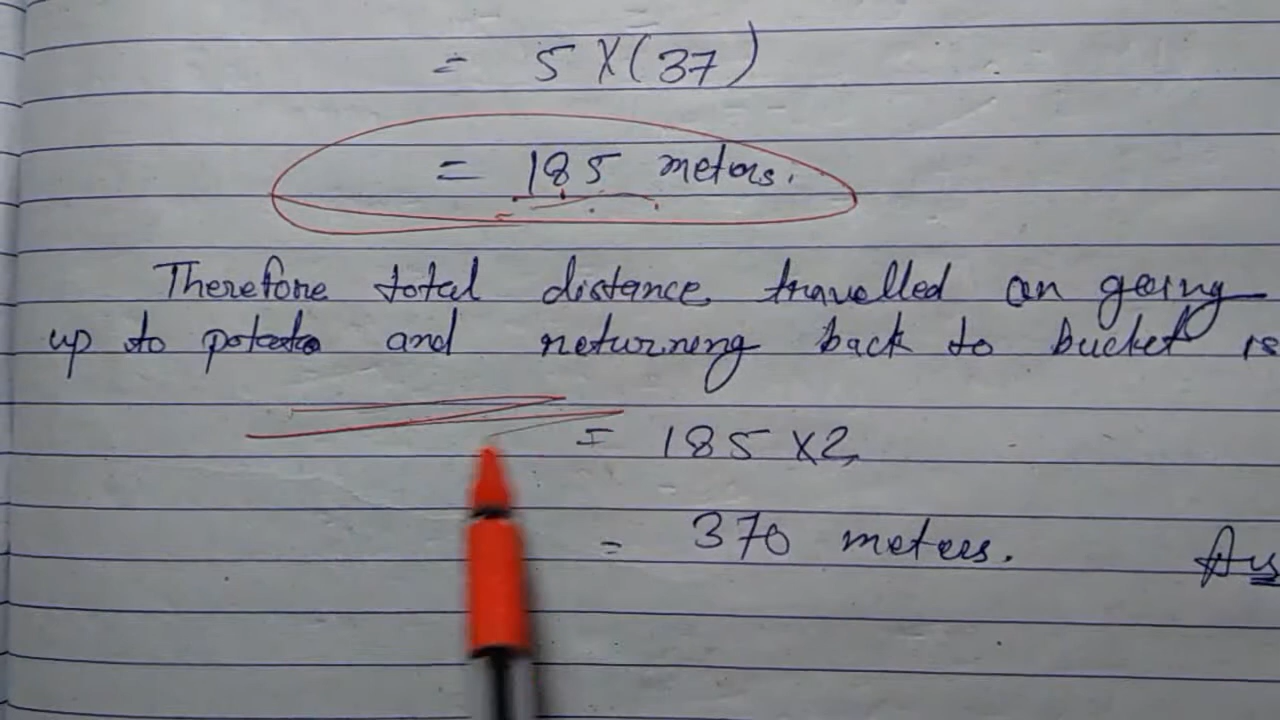 = 5 X (37)
= 185 meters.
Therefore total distance travelled on going
up to potato and returning back to bucket is
= 185 X 2
= 370 meters. Ans